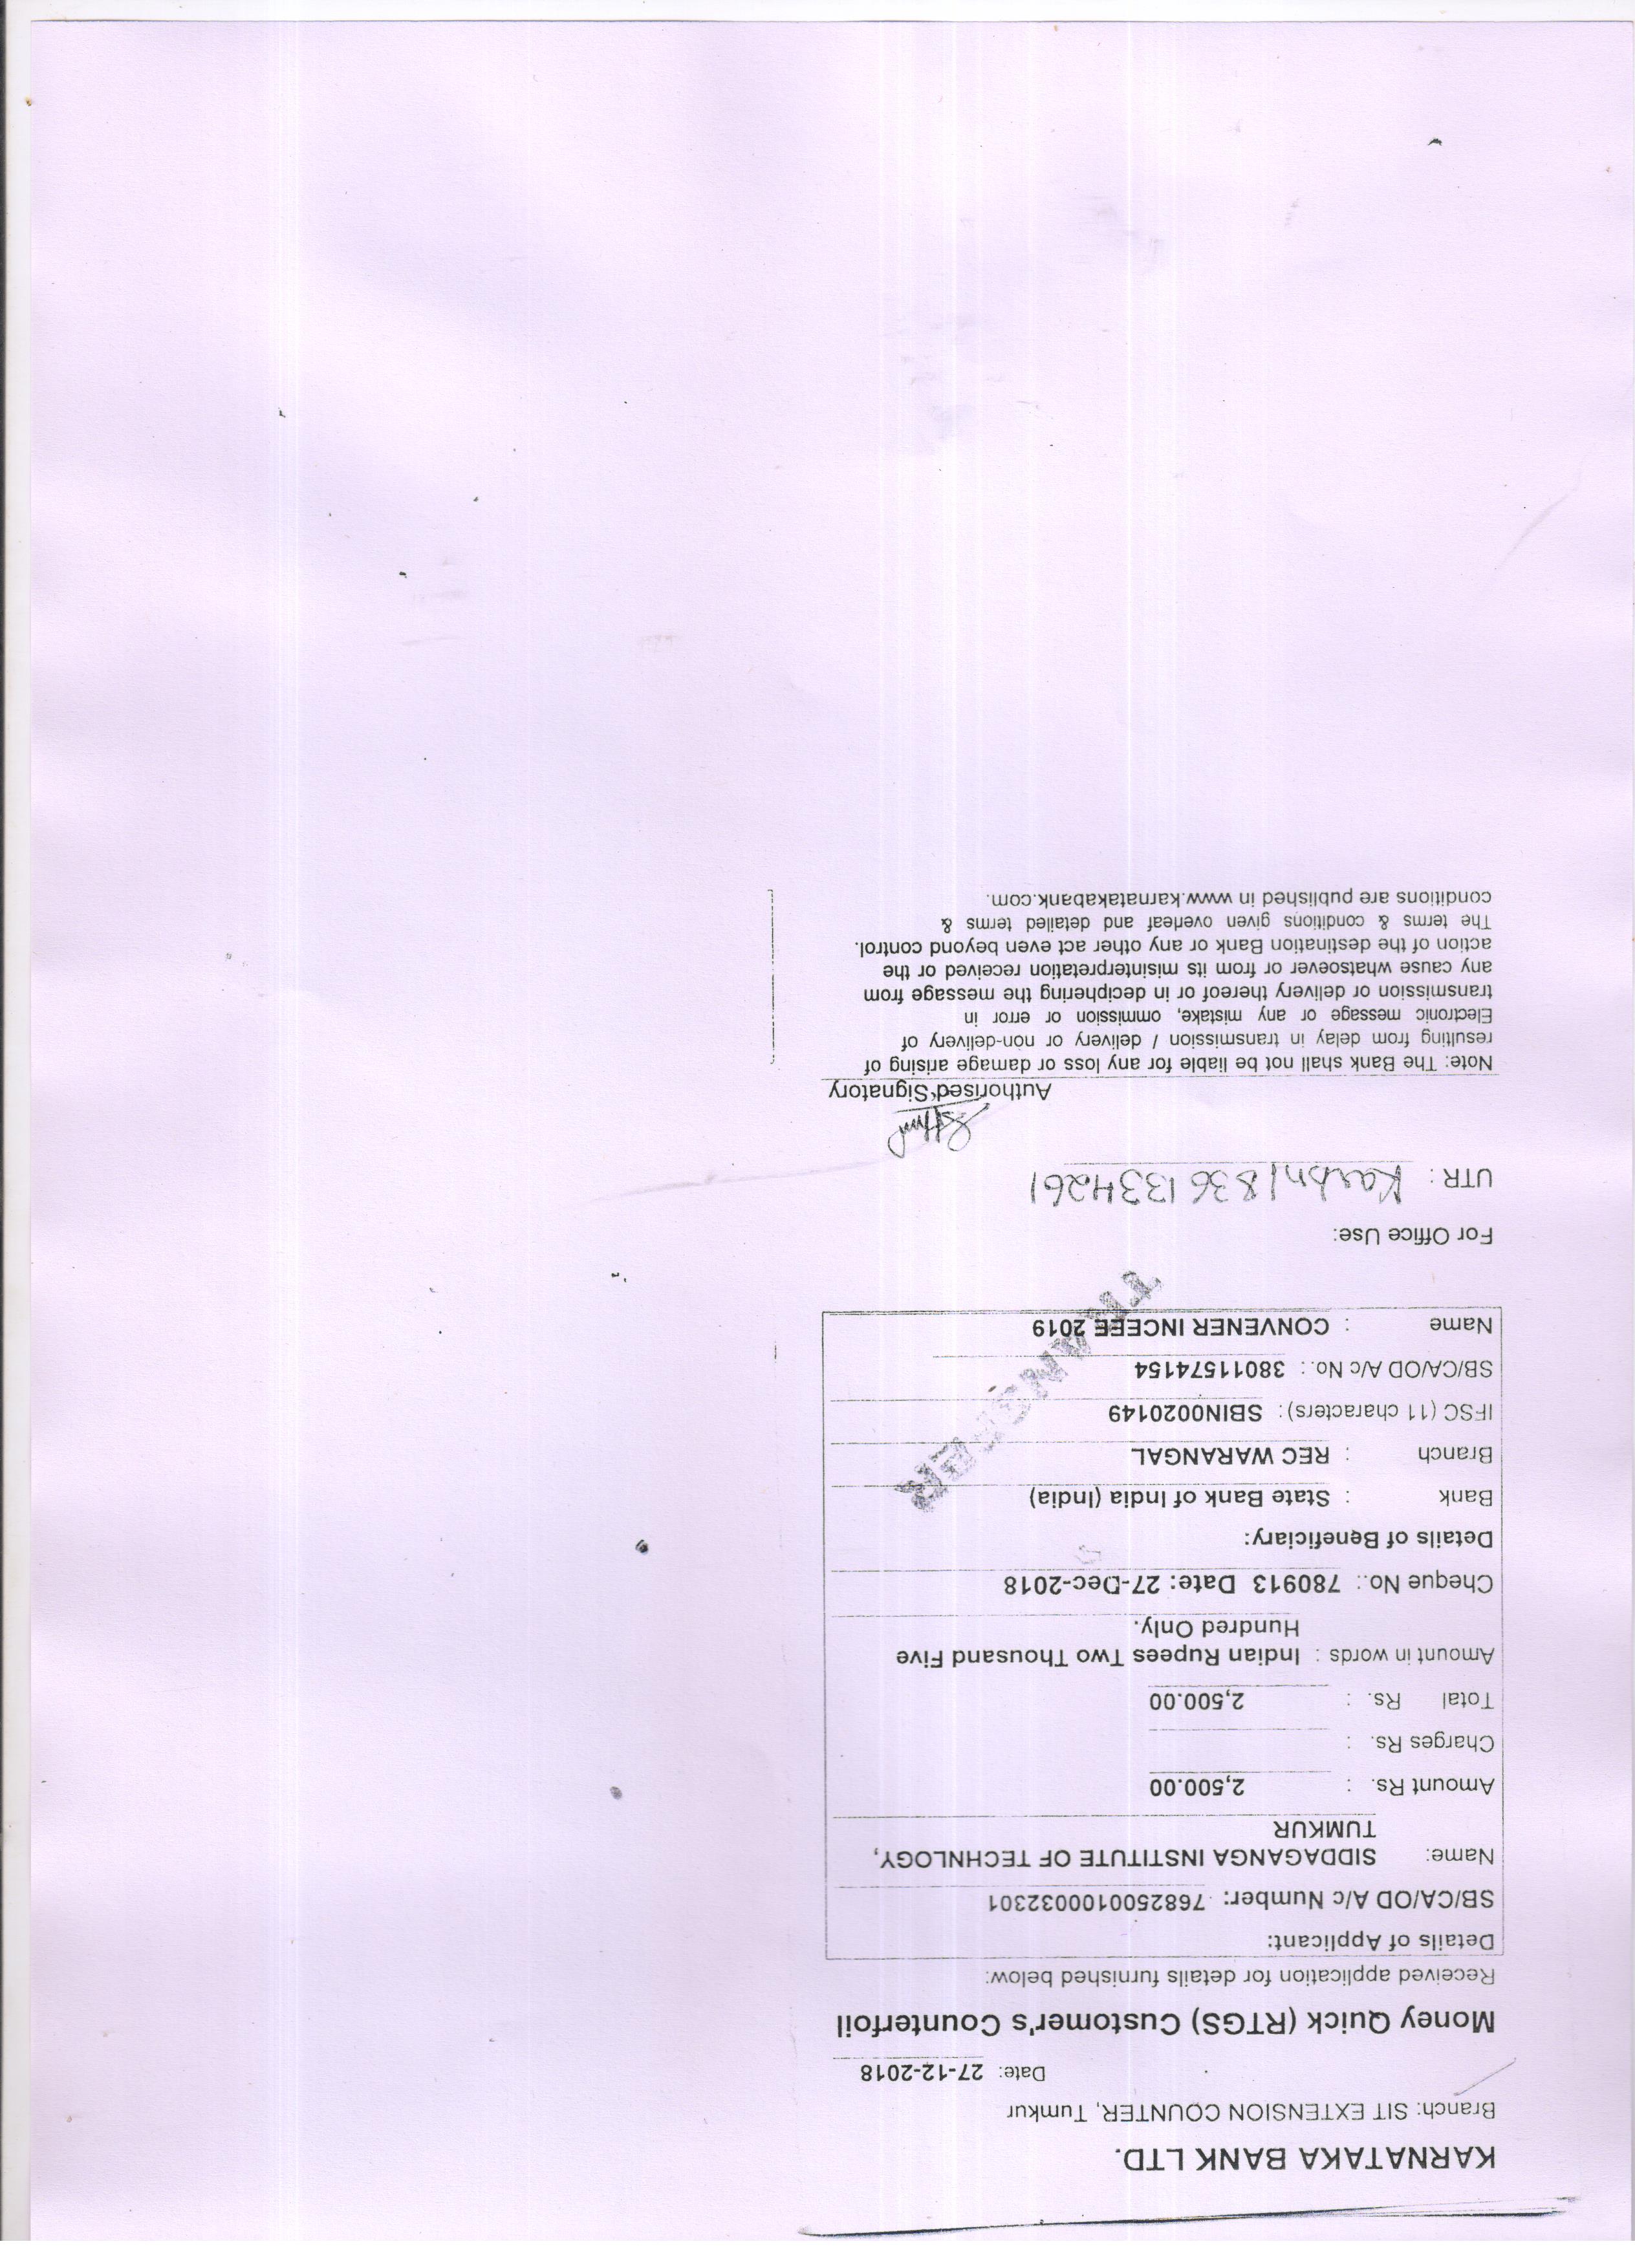 KARNATAKA BANK LTD.
Branch: SIT EXTENSION COUNTER, Tumkur
Date: 27-12-2018
Money Quick (RTGS) Customer's Counterfoil
Received application for details furnished below:
Details of Applicant:
SB/CA/OD A/c Number: 7682500100032301
Name: SIDDAGANGA INSTITUTE OF TECHNLOGY,
TUMKUR
Amount Rs. : 2,500.00
Charges Rs. :
Total Rs. : 2,500.00
Amount in words : Indian Rupees Two Thousand Five
Hundred Only.
Cheque No.: 780913 Date: 27-Dec-2018
Details of Beneficiary:
Bank : State Bank of India (India)
Branch : REC WARANGAL
IFSC (11 characters): SBIN0020149
SB/CA/OD A/c No.: 38011574154
Name : CONVENER INCEEE 2019
TRANSFER
For Office Use:
UTR: Karbn18361334261
Authorised Signatory
Note: The Bank shall not be liable for any loss or damage arising of
resulting from delay in transmission / delivery or non-delivery of
Electronic message or any mistake, ommission or error in
transmission or delivery thereof or in deciphering the message from
any cause whatsoever or from its misinterpretation received or the
action of the destination Bank or any other act even beyond control.
The terms & conditions given overleaf and detailed terms &
conditions are published in www.karnatakabank.com.